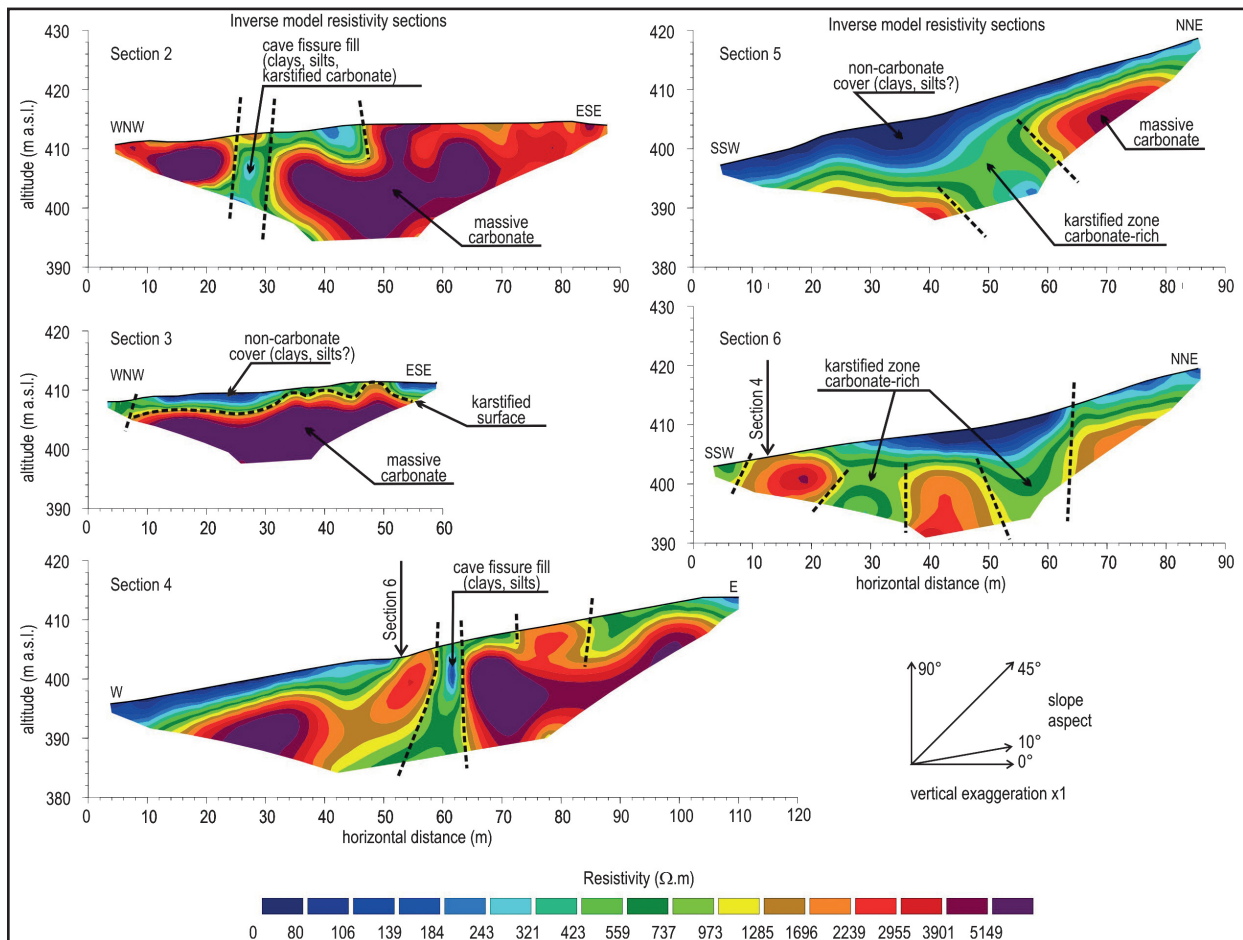 Inverse model resistivity sections
430
Section 2
cave fissure fill
(clays, silts,
karstified carbonate)
420
WNW
ESE
410
altitude (m a.s.l.)
400
massive
carbonate
390
0 10 20 30 40 50 60 70 80 90
420
Section 3
non-carbonate
cover (clays, silts?)
WNW
ESE
410
altitude (m a.s.l.)
karstified
surface
400
massive
carbonate
390
0 10 20 30 40 50 60
420
Section 4
Section 6
cave fissure fill
(clays, silts)
E
410
altitude (m a.s.l.)
400
W
390
380
0 10 20 30 40 50 60 70 80 90 100 110 120
horizontal distance (m)
Inverse model resistivity sections
NNE
420
Section 5
non-carbonate
cover (clays, silts?)
410
massive
carbonate
400
SSW
390
karstified zone
carbonate-rich
380
0 10 20 30 40 50 60 70 80 90
430
Section 6
Section 4
karstified zone
carbonate-rich
NNE
420
410
SSW
400
390
0 10 20 30 40 50 60 70 80 90
horizontal distance (m)
90°
45°
slope
aspect
10°
0°
vertical exaggeration x1
Resistivity (Ω.m)
0 80 106 139 184 243 321 423 559 737 973 1285 1696 2239 2955 3901 5149